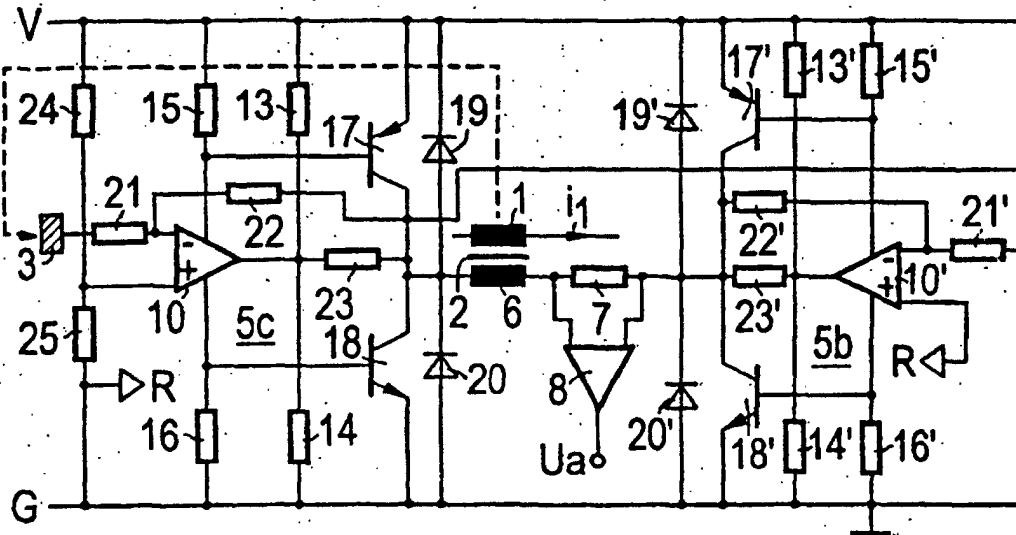 V
24 15 13 17 19 19' 17' 13' 15'
21 22 1 i1 22' 21'
3 10 23 2 6 7 23' 10'
25 5c 18 20 8 5b R
R 16 14 Ua 20' 18' 14' 16'
G
- + - +